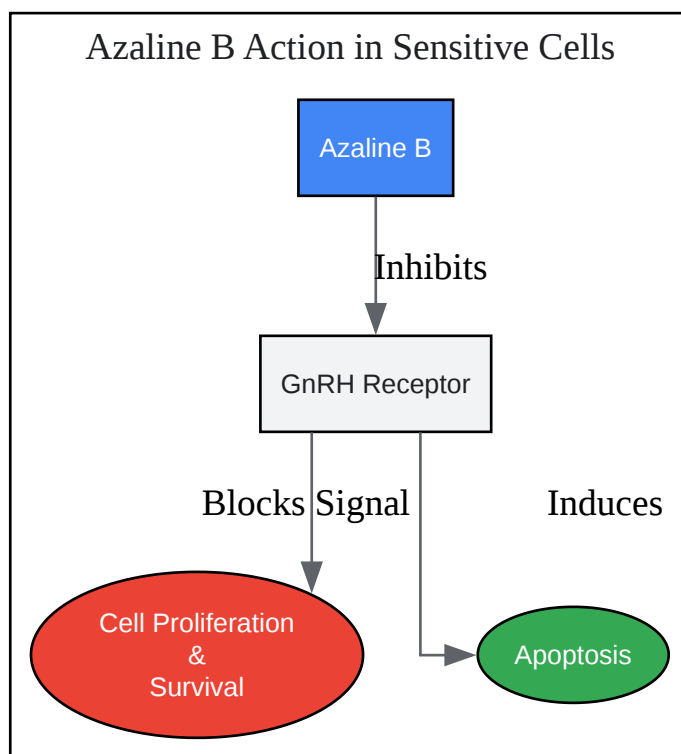 Azaline B Action in Sensitive Cells
Azaline B
Inhibits
GnRH Receptor
Blocks Signal
Induces
Cell Proliferation
&
Survival
Apoptosis